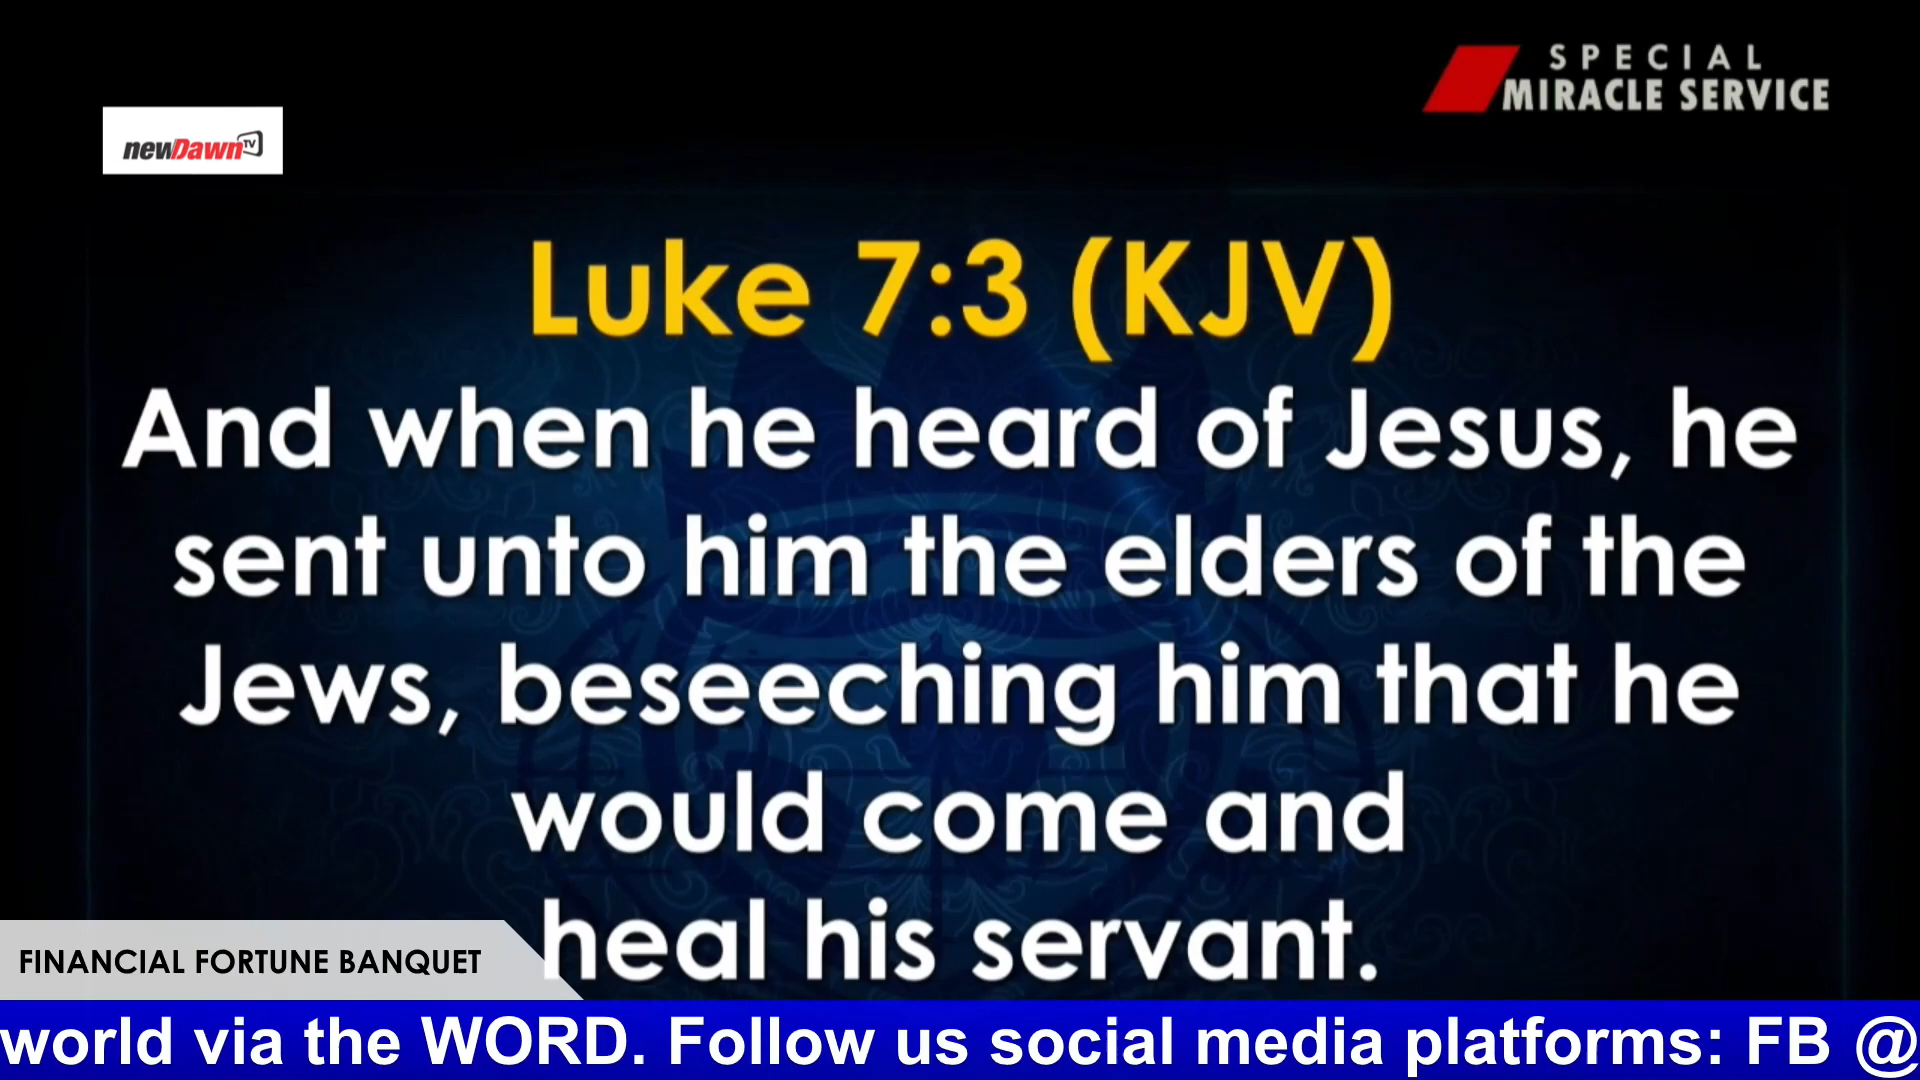 SPECIAL
MIRACLE SERVICE
newDawn TV
Luke 7:3 (KJV)
And when he heard of Jesus, he
sent unto him the elders of the
Jews, beseeching him that he
would come and
heal his servant.
FINANCIAL FORTUNE BANQUET
world via the WORD. Follow us social media platforms: FB @